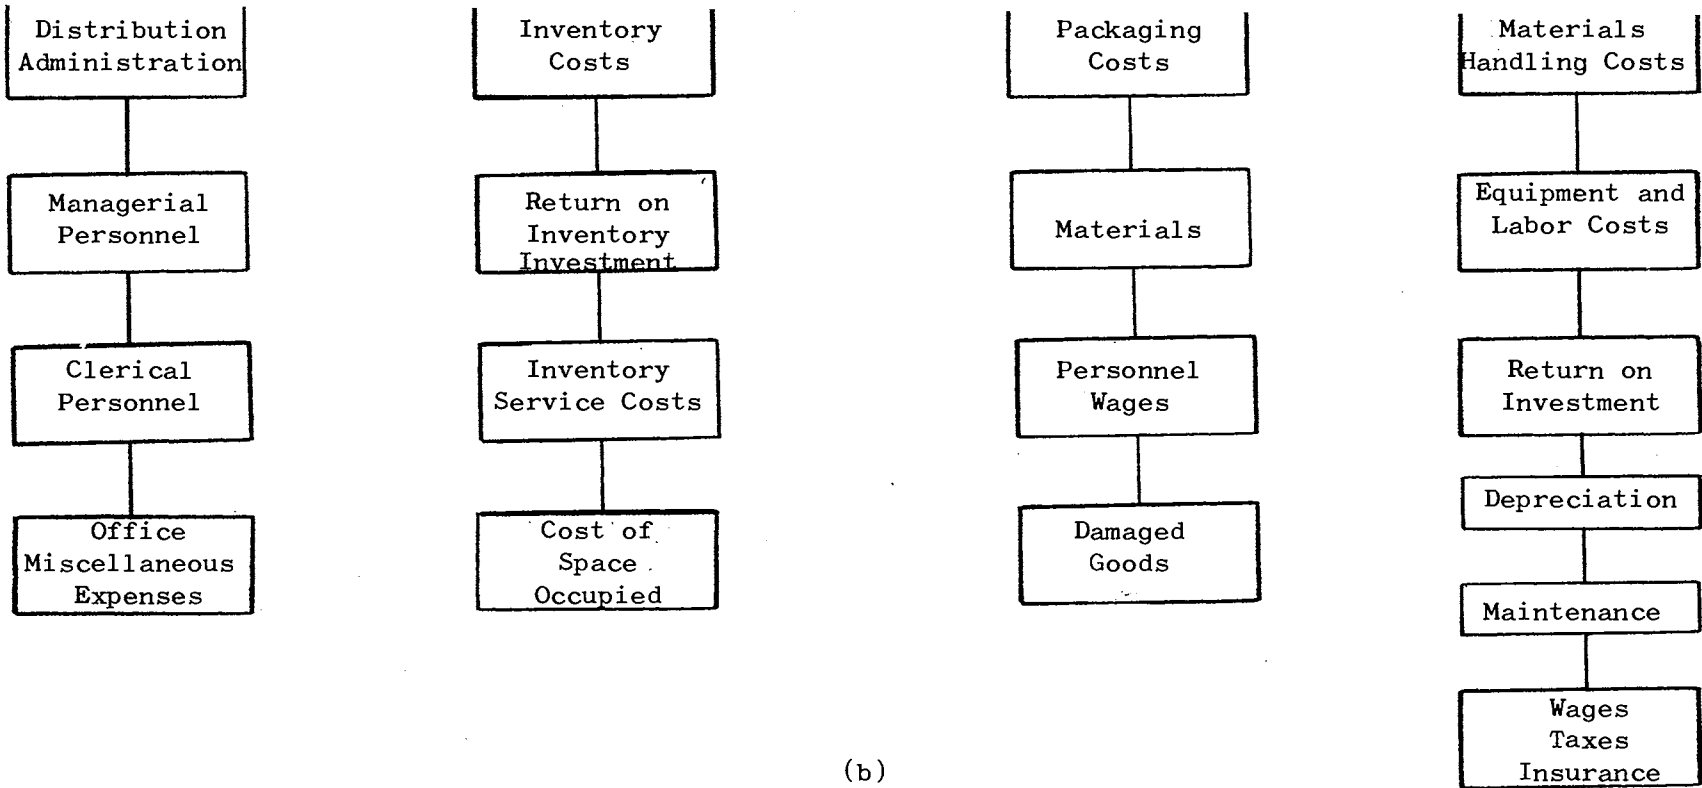 Distribution
Administration
Managerial
Personnel
Clerical
Personnel
Office
Miscellaneous
Expenses
Inventory
Costs
Return on
Inventory
Investment
Inventory
Service Costs
Cost of
Space
Occupied
Packaging
Costs
Materials
Personnel
Wages
Damaged
Goods
Materials
Handling Costs
Equipment and
Labor Costs
Return on
Investment
Depreciation
Maintenance
Wages
Taxes
Insurance
(b)